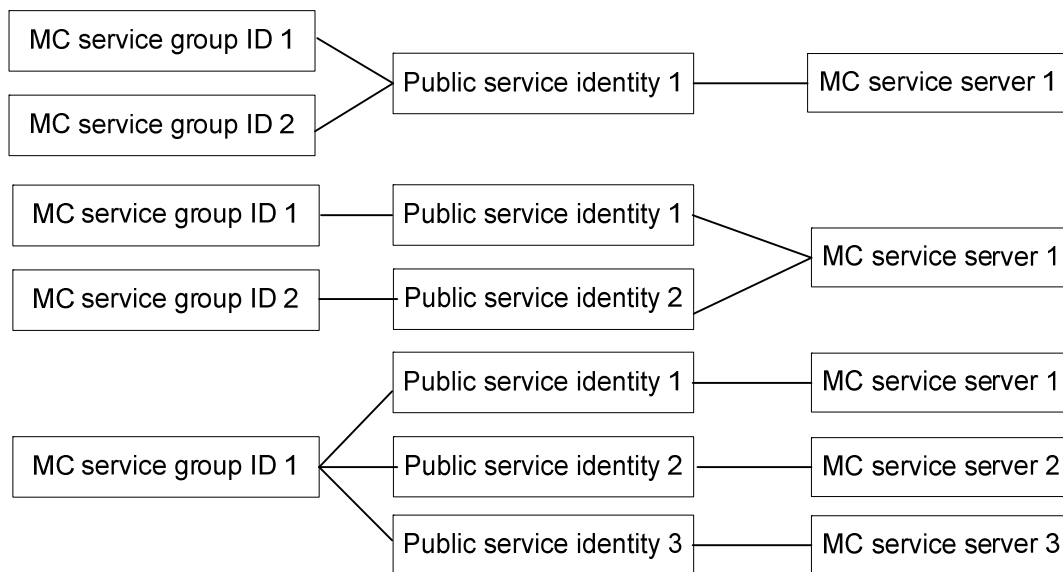 MC service group ID 1
Public service identity 1
MC service server 1
MC service group ID 2
MC service group ID 1
Public service identity 1
MC service server 1
MC service group ID 2
Public service identity 2
Public service identity 1
MC service server 1
MC service group ID 1
Public service identity 2
MC service server 2
Public service identity 3
MC service server 3